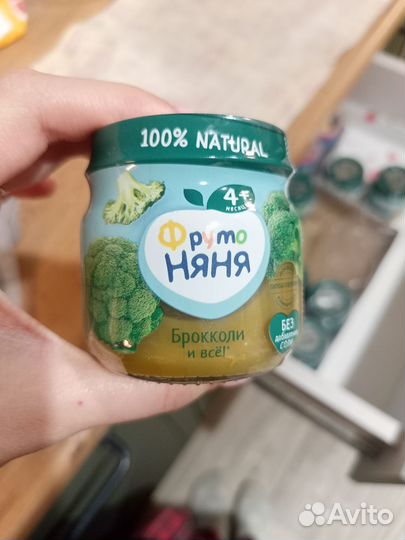 100% NATURAL
4+
МЕСЯЦЕВ
Фруто
НЯНЯ
Брокколи
и всё!*
БЕЗ
добавления
СОЛИ
Avito